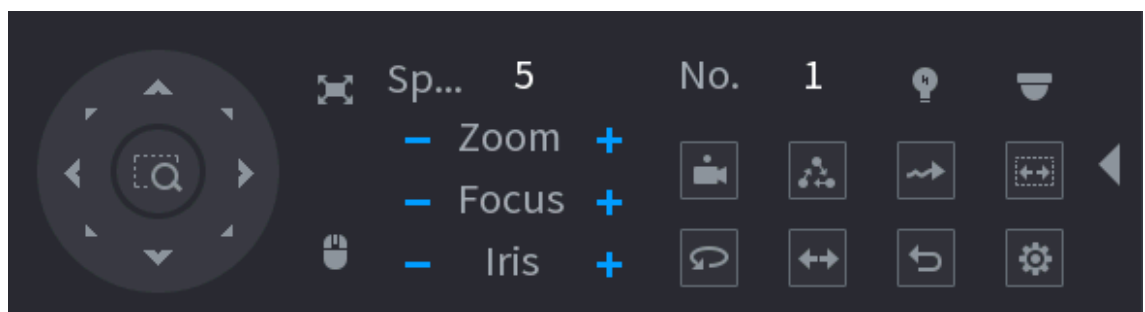 Sp... 5 No. 1
− Zoom +
− Focus +
− Iris +